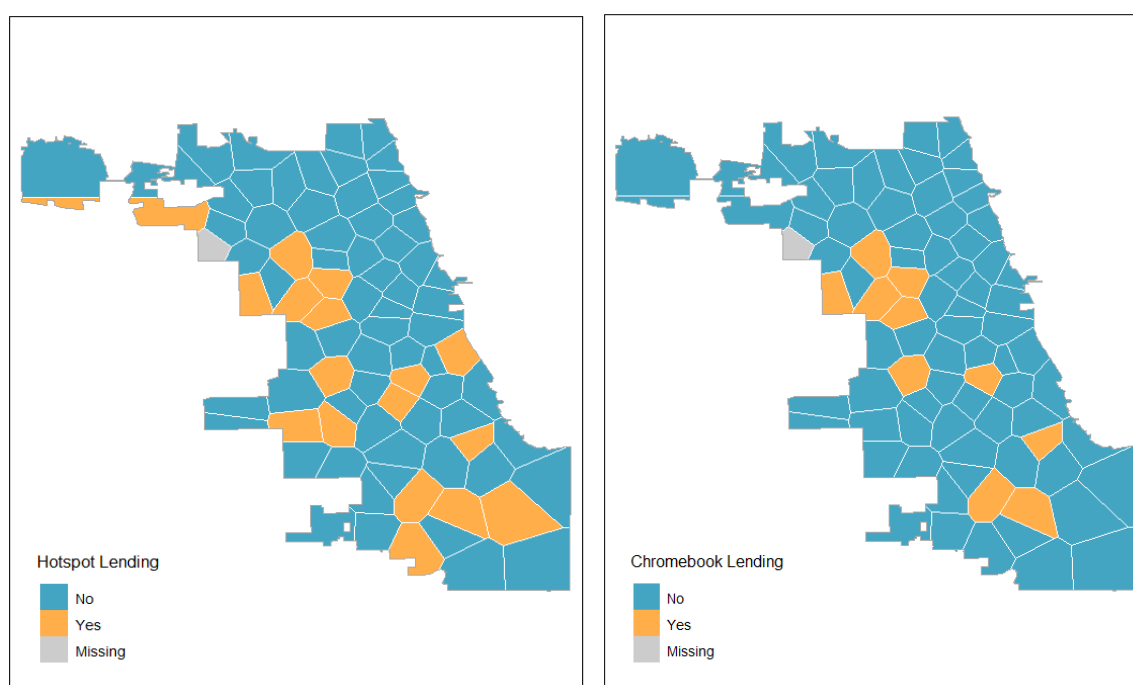 Hotspot Lending
No
Yes
Missing
Chromebook Lending
No
Yes
Missing